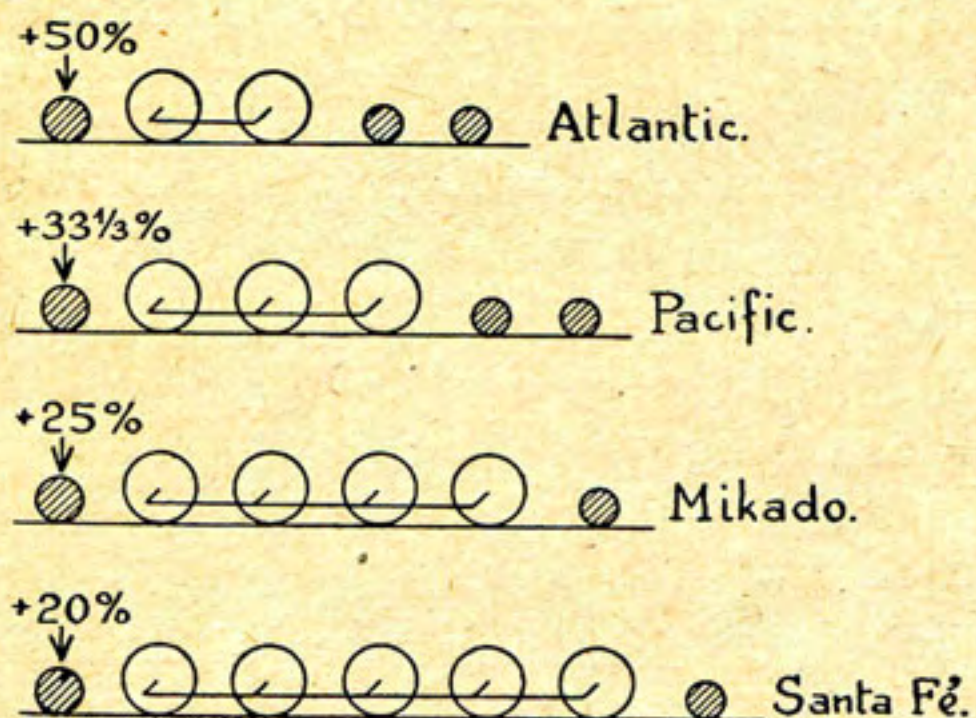 +50%
Atlantic.
+33⅓%
Pacific.
+25%
Mikado.
+20%
Santa Fé.